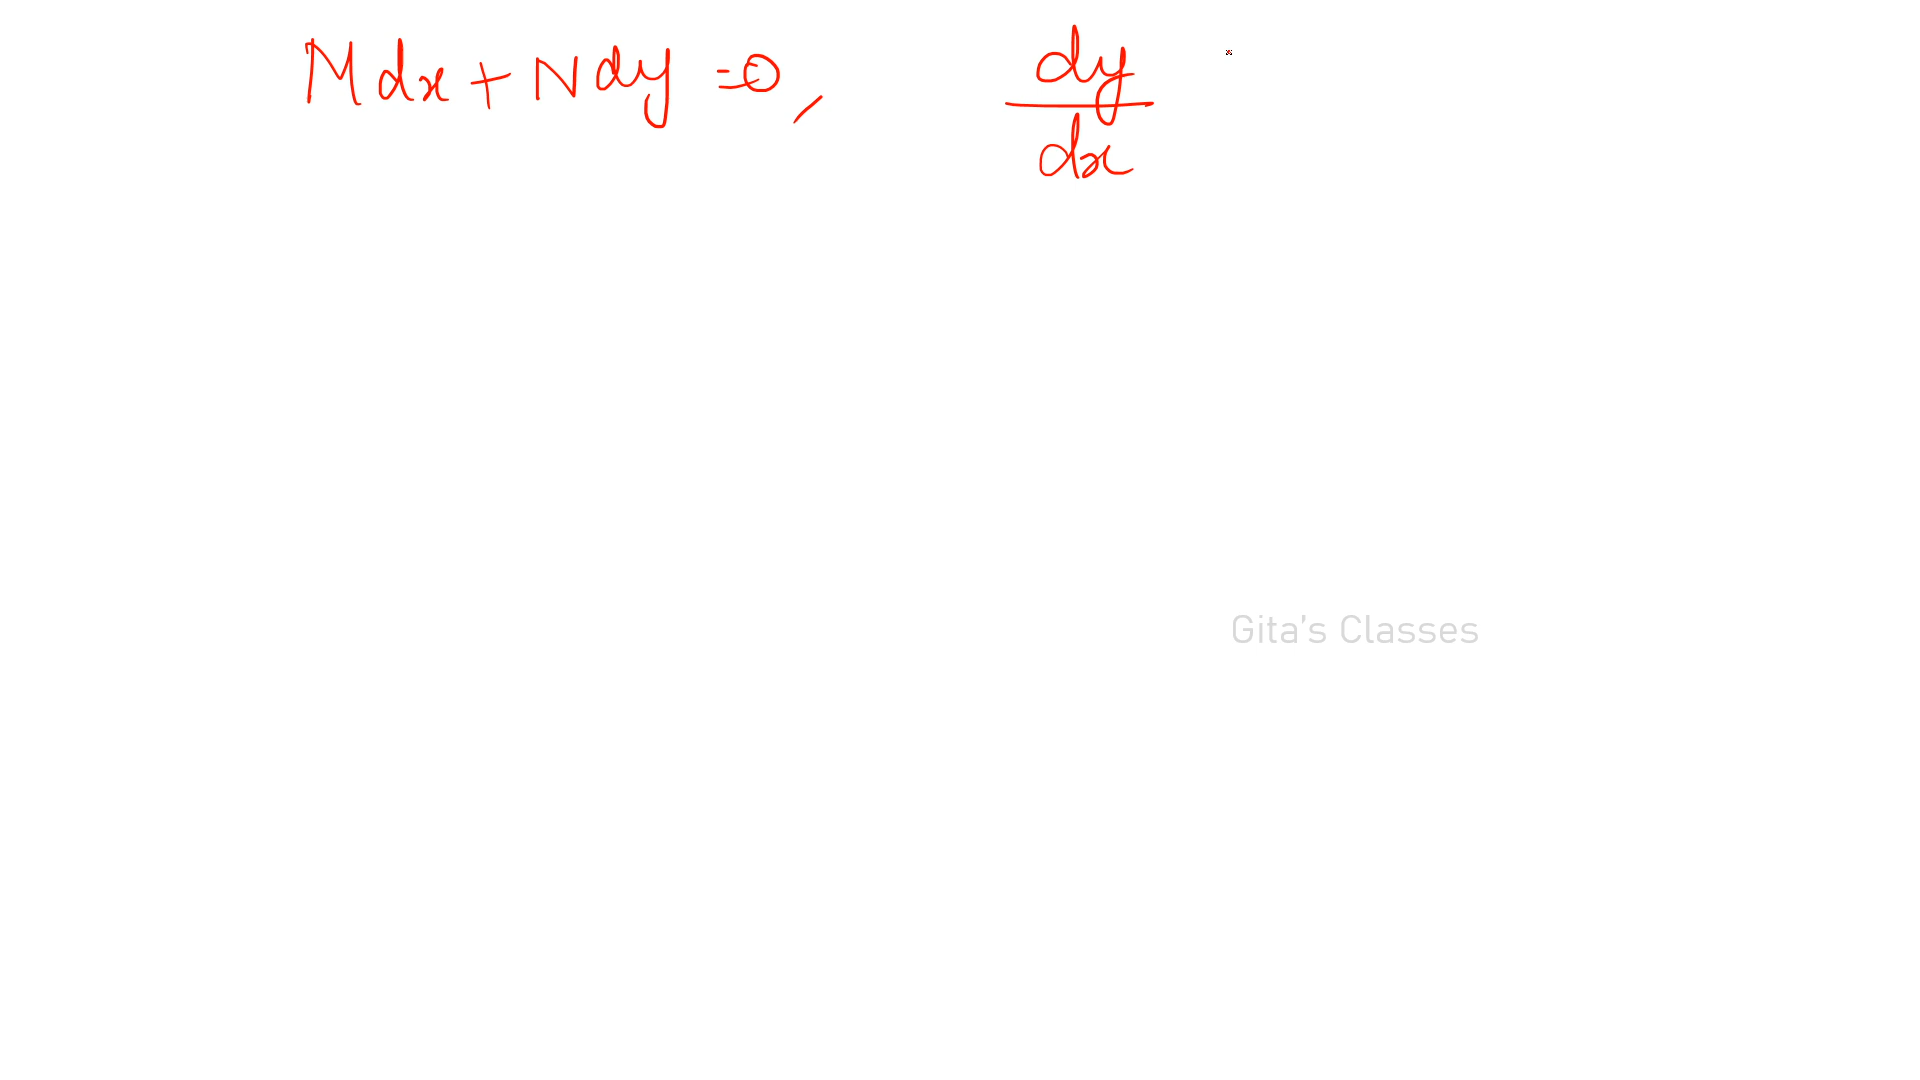 Mdx + Ndy = 0, dy/dx
Gita's Classes